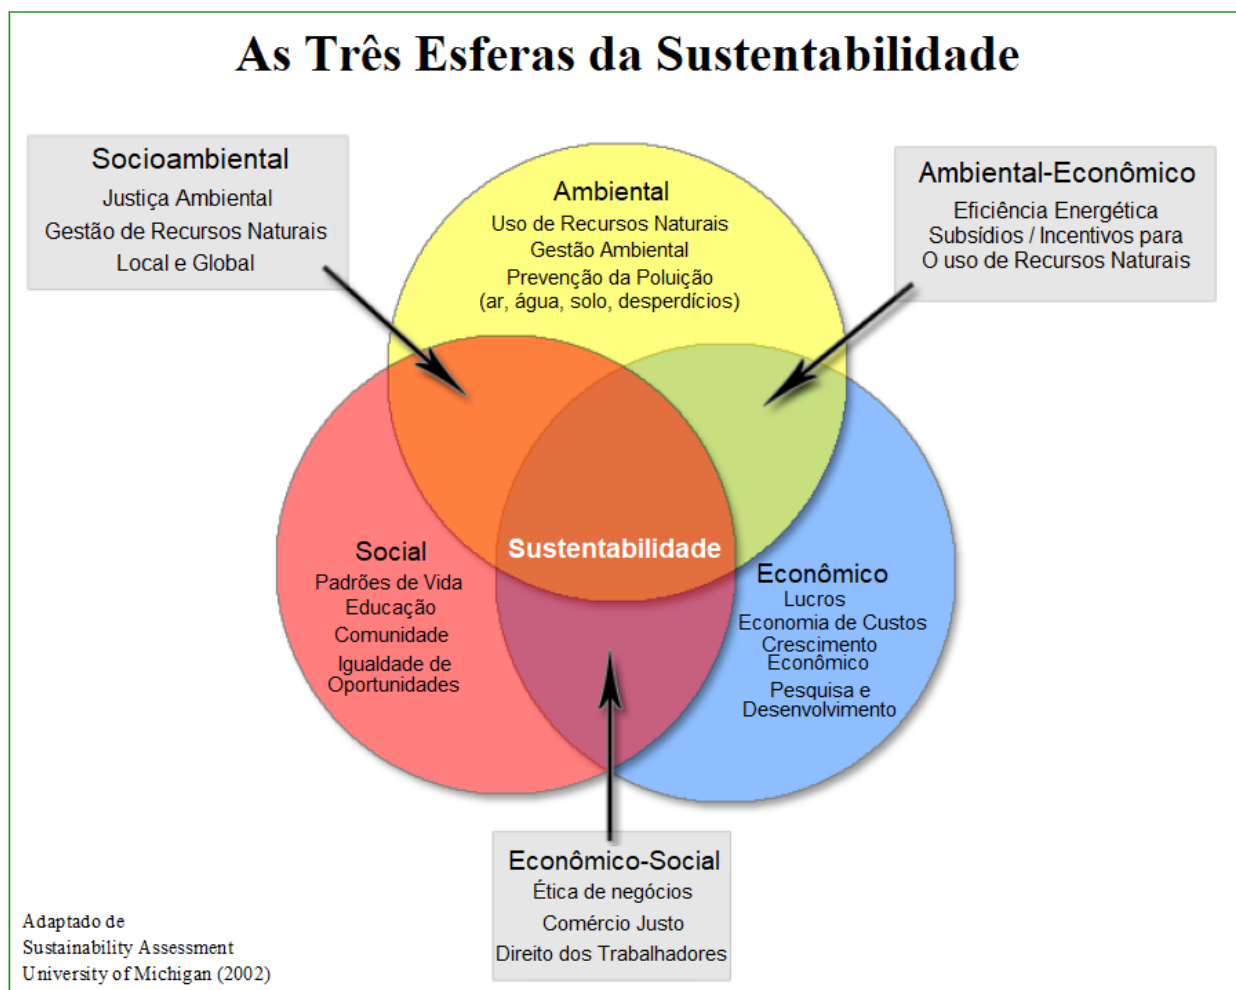 As Três Esferas da Sustentabilidade
Socioambiental
Justiça Ambiental
Gestão de Recursos Naturais
Local e Global
Ambiental
Uso de Recursos Naturais
Gestão Ambiental
Prevenção da Poluição
(ar, água, solo, desperdícios)
Ambiental-Econômico
Eficiência Energética
Subsídios / Incentivos para
O uso de Recursos Naturais
Sustentabilidade
Social
Padrões de Vida
Educação
Comunidade
Igualdade de
Oportunidades
Econômico
Lucros
Economia de Custos
Crescimento
Econômico
Pesquisa e
Desenvolvimento
Econômico-Social
Ética de negócios
Comércio Justo
Direito dos Trabalhadores
Adaptado de
Sustainability Assessment
University of Michigan (2002)